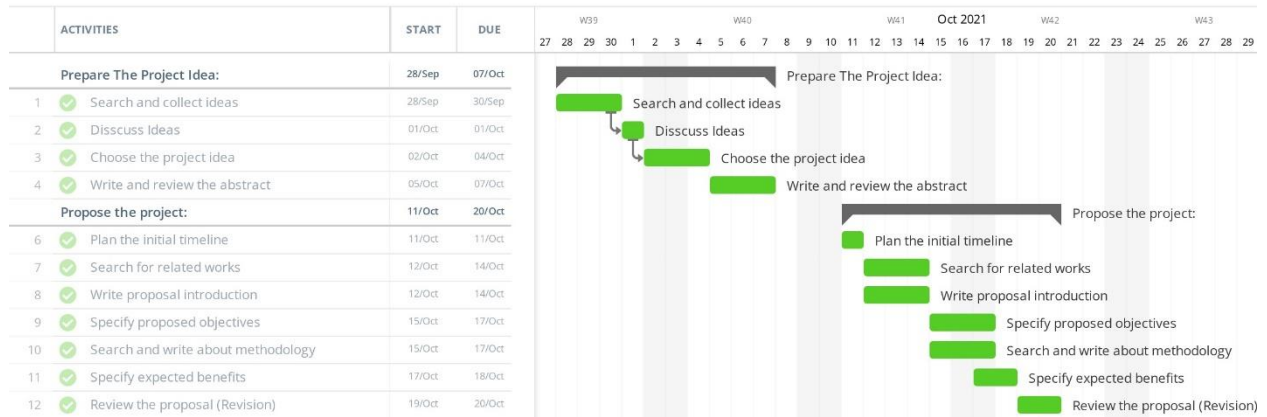 W39 W40 W41 Oct 2021 W42 W43
ACTIVITIES START DUE
27 28 29 30 1 2 3 4 5 6 7 8 9 10 11 12 13 14 15 16 17 18 19 20 21 22 23 24 25 26 27 28 29
Prepare The Project Idea: 28/Sep 07/Oct Prepare The Project Idea:
1 Search and collect ideas 28/Sep 30/Sep Search and collect ideas
2 Disscuss Ideas 01/Oct 01/Oct Disscuss Ideas
3 Choose the project idea 02/Oct 04/Oct Choose the project idea
4 Write and review the abstract 05/Oct 07/Oct Write and review the abstract
Propose the project: 11/Oct 20/Oct Propose the project:
6 Plan the initial timeline 11/Oct 11/Oct Plan the initial timeline
7 Search for related works 12/Oct 14/Oct Search for related works
8 Write proposal introduction 12/Oct 14/Oct Write proposal introduction
9 Specify proposed objectives 15/Oct 17/Oct Specify proposed objectives
10 Search and write about methodology 15/Oct 17/Oct Search and write about methodology
11 Specify expected benefits 17/Oct 18/Oct Specify expected benefits
12 Review the proposal (Revision) 19/Oct 20/Oct Review the proposal (Revision)